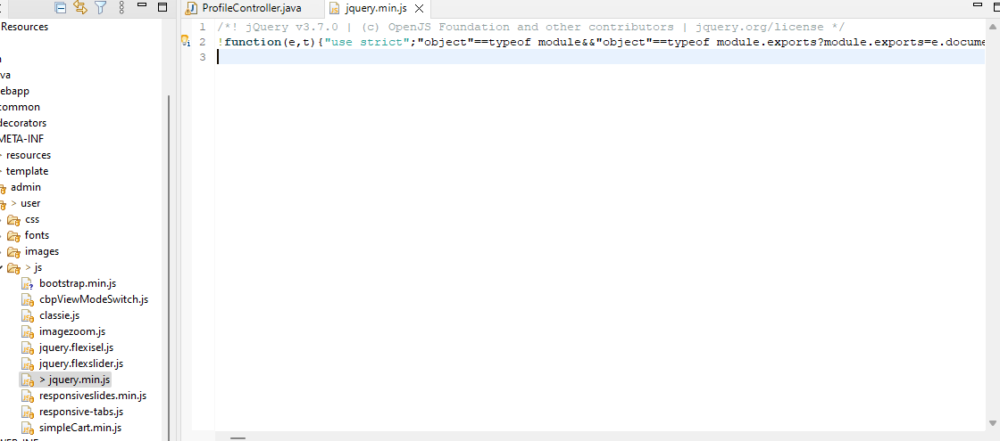 ProfileController.java
jquery.min.js
Resources
1 /*! jQuery v3.7.0 | (c) OpenJS Foundation and other contributors | jquery.org/license */
2 !function(e,t){"use strict";"object"==typeof module&&"object"==typeof module.exports?module.exports=e.docume
3
va
ebapp
common
decorators
META-INF
resources
template
admin
> user
css
fonts
images
> js
bootstrap.min.js
cbpViewModeSwitch.js
classie.js
imagezoom.js
jquery.flexisel.js
jquery.flexslider.js
> jquery.min.js
responsiveslides.min.js
responsive-tabs.js
simpleCart.min.js